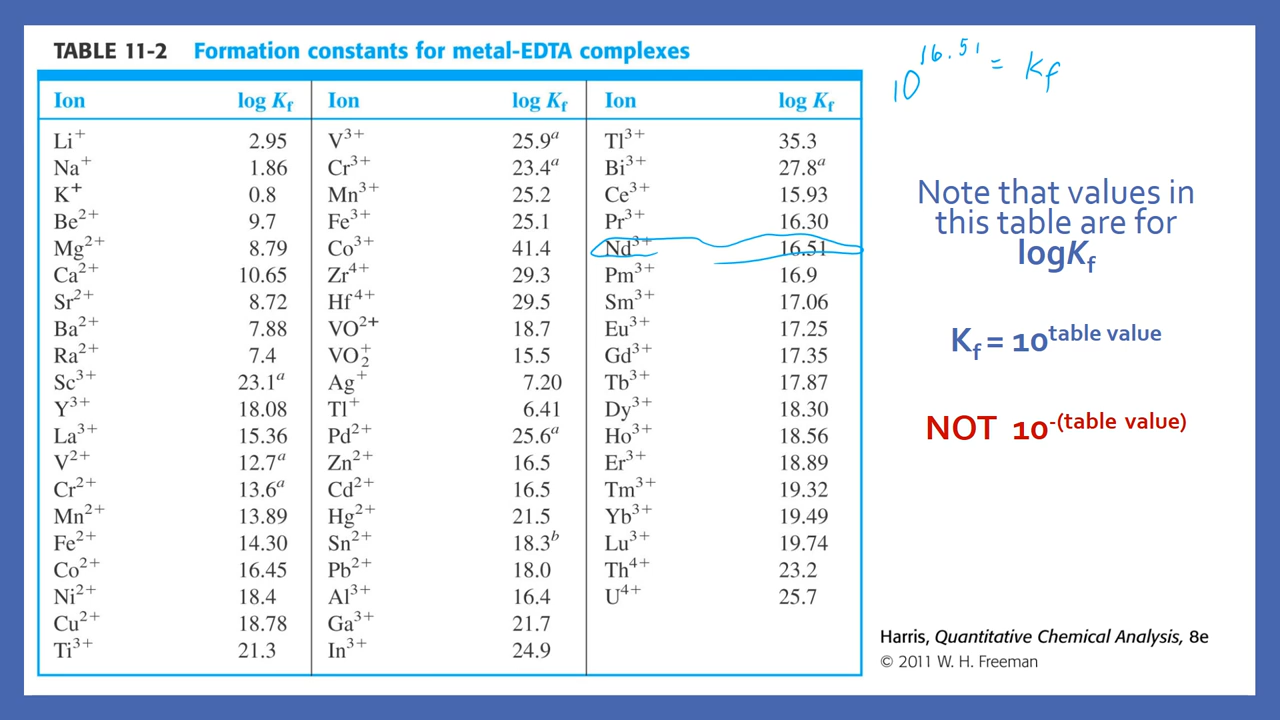 TABLE 11-2 Formation constants for metal-EDTA complexes
Ion log Kf Ion log Kf Ion log Kf
Li+ 2.95 V3+ 25.9a Tl3+ 35.3
Na+ 1.86 Cr3+ 23.4a Bi3+ 27.8a
K+ 0.8 Mn3+ 25.2 Ce3+ 15.93
Be2+ 9.7 Fe3+ 25.1 Pr3+ 16.30
Mg2+ 8.79 Co3+ 41.4 Nd3+ 16.51
Ca2+ 10.65 Zr4+ 29.3 Pm3+ 16.9
Sr2+ 8.72 Hf4+ 29.5 Sm3+ 17.06
Ba2+ 7.88 VO2+ 18.7 Eu3+ 17.25
Ra2+ 7.4 VO2+ 15.5 Gd3+ 17.35
Sc3+ 23.1a Ag+ 7.20 Tb3+ 17.87
Y3+ 18.08 Tl+ 6.41 Dy3+ 18.30
La3+ 15.36 Pd2+ 25.6a Ho3+ 18.56
V2+ 12.7a Zn2+ 16.5 Er3+ 18.89
Cr2+ 13.6a Cd2+ 16.5 Tm3+ 19.32
Mn2+ 13.89 Hg2+ 21.5 Yb3+ 19.49
Fe2+ 14.30 Sn2+ 18.3b Lu3+ 19.74
Co2+ 16.45 Pb2+ 18.0 Th4+ 23.2
Ni2+ 18.4 Al3+ 16.4 U4+ 25.7
Cu2+ 18.78 Ga3+ 21.7
Ti3+ 21.3 In3+ 24.9
10^16.51 = Kf
Note that values in
this table are for
logKf
Kf = 10^table value
NOT 10^-(table value)
Harris, Quantitative Chemical Analysis, 8e
© 2011 W. H. Freeman